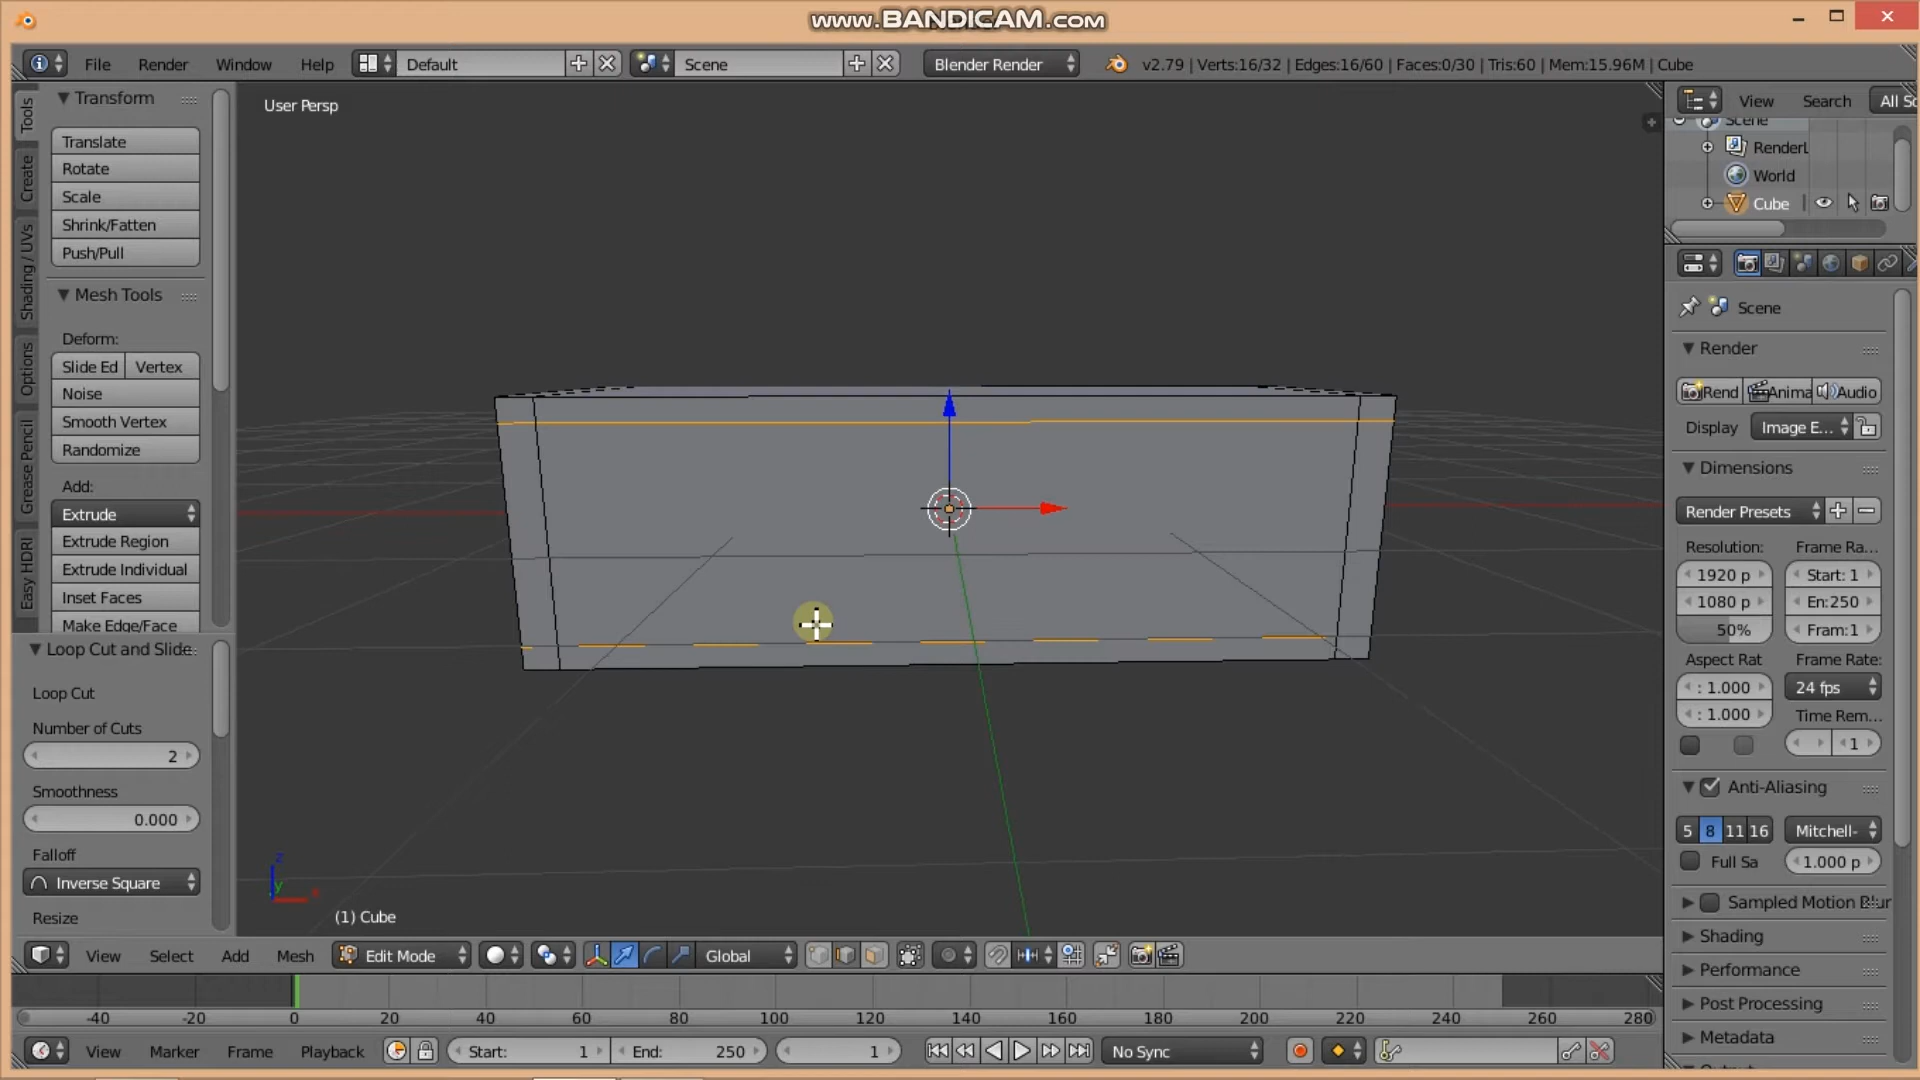 www.BANDICAM.com
File Render Window Help Default Scene Blender Render v2.79 | Verts:16/32 | Edges:16/60 | Faces:0/30 | Tris:60 | Mem:15.96M | Cube
Tools
Create
Shading / UVs
Options
Grease Pencil
Easy HDRI
Transform
Translate
Rotate
Scale
Shrink/Fatten
Push/Pull
Mesh Tools
Deform:
Slide Ed Vertex
Noise
Smooth Vertex
Randomize
Add:
Extrude
Extrude Region
Extrude Individual
Inset Faces
Make Edge/Face
Loop Cut and Slide
Loop Cut
Number of Cuts
2
Smoothness
0.000
Falloff
Inverse Square
Resize
User Persp
z
y
(1) Cube
View Search All Sc
Scene
RenderL
World
Cube
Scene
Render
Rend Anima Audio
Display Image E...
Dimensions
Render Presets
Resolution: Frame Ra...
1920 p Start: 1
1080 p En:250
50% Fram:1
Aspect Rat Frame Rate:
: 1.000 24 fps
: 1.000 Time Rem...
1
Anti-Aliasing
5 8 11 16 Mitchell-
Full Sa 1.000 p
Sampled Motion Blur
Shading
Performance
Post Processing
Metadata
View Select Add Mesh Edit Mode Global
-40 -20 0 20 40 60 80 100 120 140 160 180 200 220 240 260 280
View Marker Frame Playback Start: 1 End: 250 1 No Sync